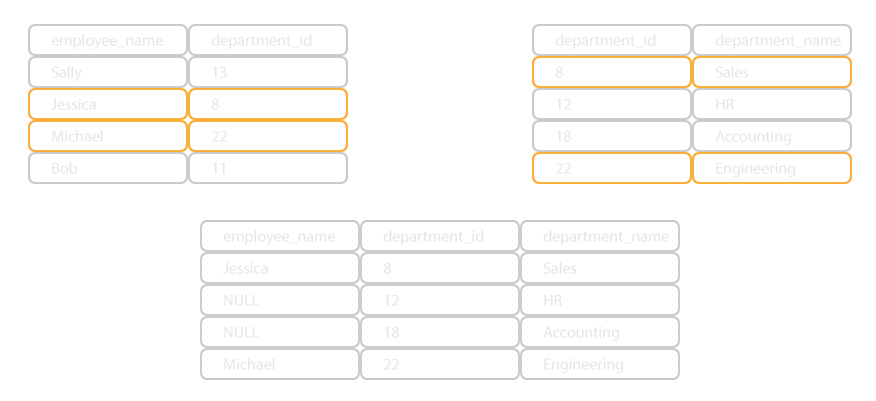 employee_name department_id
Sally 13
Jessica 8
Michael 22
Bob 11
department_id department_name
8 Sales
12 HR
18 Accounting
22 Engineering
employee_name department_id department_name
Jessica 8 Sales
NULL 12 HR
NULL 18 Accounting
Michael 22 Engineering